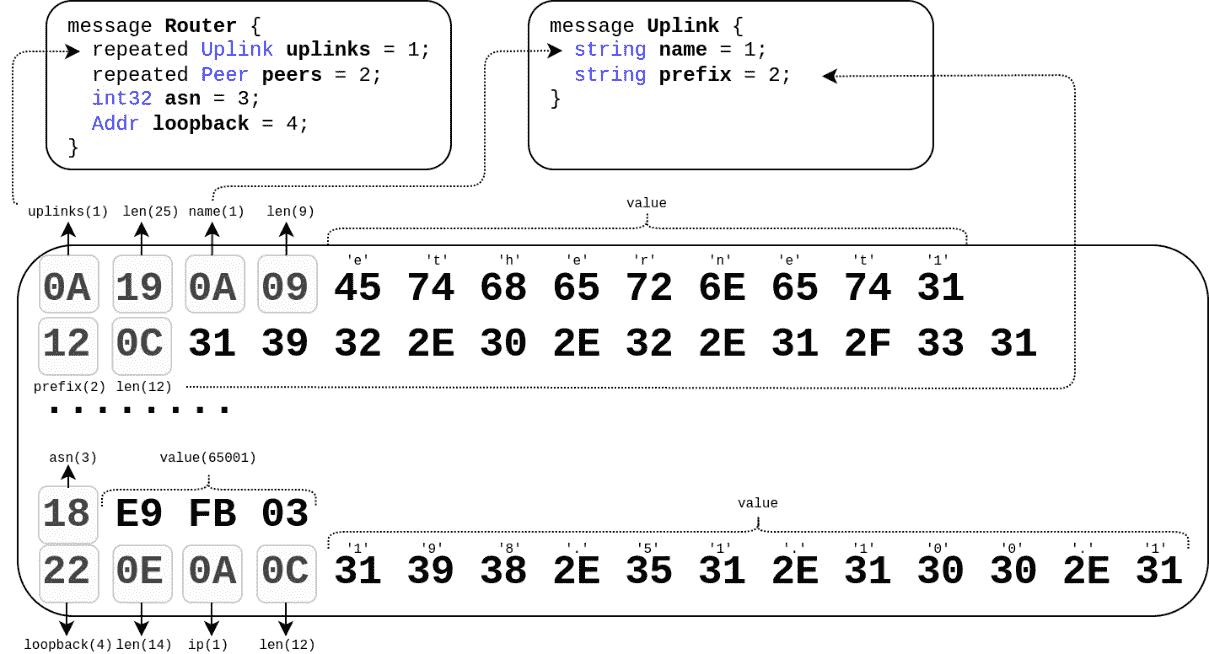 message Router {
repeated Uplink uplinks = 1;
repeated Peer peers = 2;
int32 asn = 3;
Addr loopback = 4;
}
message Uplink {
string name = 1;
string prefix = 2;
}
uplinks(1) len(25) name(1) len(9) value
'e' 't' 'h' 'e' 'r' 'n' 'e' 't' '1'
0A 19 0A 09 45 74 68 65 72 6E 65 74 31
12 0C 31 39 32 2E 30 2E 32 2E 31 2F 33 31
prefix(2) len(12)
........
asn(3) value(65001)
18 E9 FB 03
value
'1' '9' '8' '.' '5' '1' '.' '1' '0' '0' '.' '1'
22 0E 0A 0C 31 39 38 2E 35 31 2E 31 30 30 2E 31
loopback(4) len(14) ip(1) len(12)